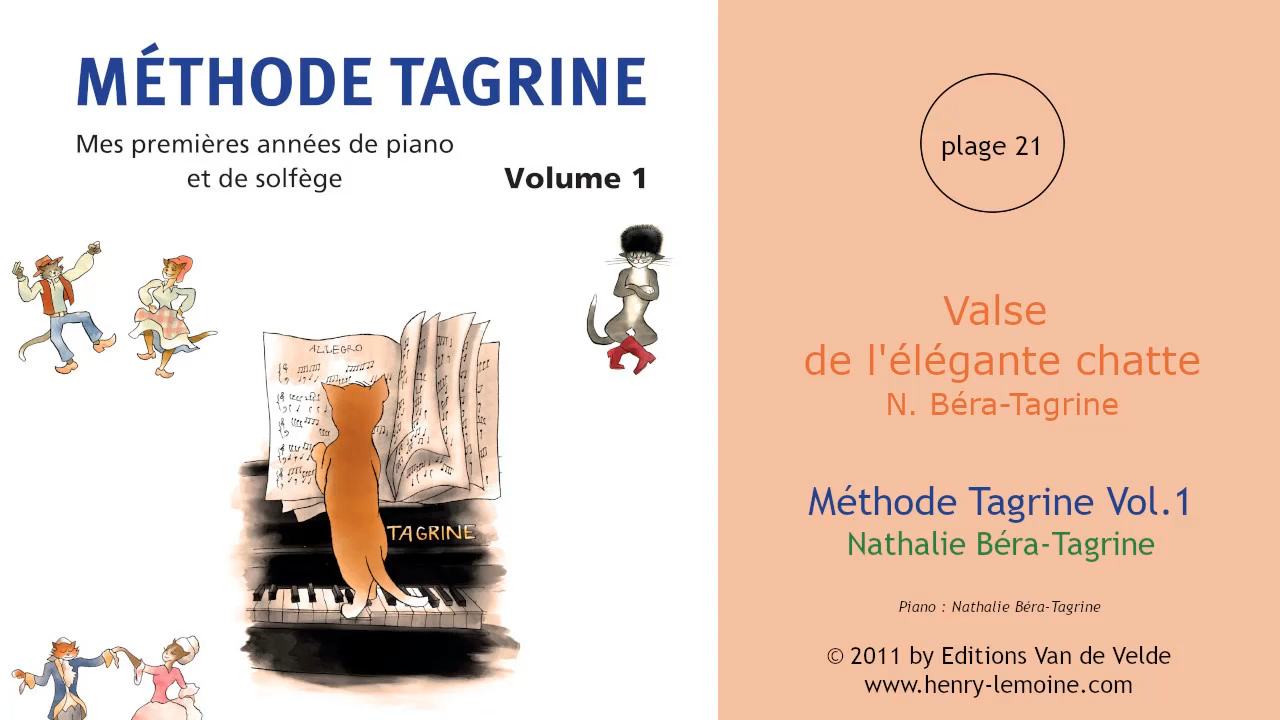 MÉTHODE TAGRINE
Mes premières années de piano
et de solfège
Volume 1
ALLEGRO
TAGRINE
plage 21
Valse
de l'élégante chatte
N. Béra-Tagrine
Méthode Tagrine Vol.1
Nathalie Béra-Tagrine
Piano : Nathalie Béra-Tagrine
© 2011 by Editions Van de Velde
www.henry-lemoine.com